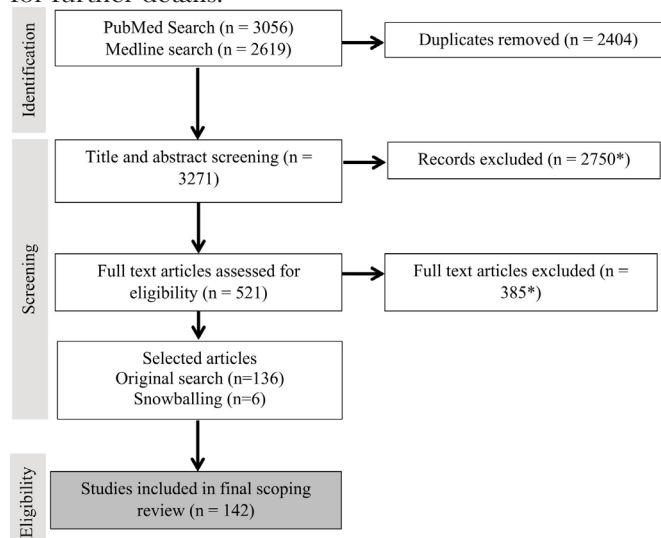 for further details.
Identification
PubMed Search (n = 3056)
Medline search (n = 2619)
Duplicates removed (n = 2404)
Screening
Title and abstract screening (n =
3271)
Records excluded (n = 2750*)
Full text articles assessed for
eligibility (n = 521)
Full text articles excluded (n =
385*)
Selected articles
Original search (n=136)
Snowballing (n=6)
Eligibility
Studies included in final scoping
review (n = 142)